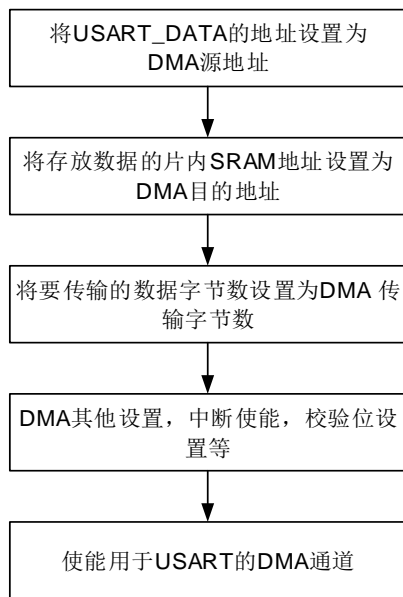 将USART_DATA的地址设置为
DMA源地址
将存放数据的片内SRAM地址设置为
DMA目的地址
将要传输的数据字节数设置为DMA 传
输字节数
DMA其他设置，中断使能，校验位设
置等
使能用于USART的DMA通道